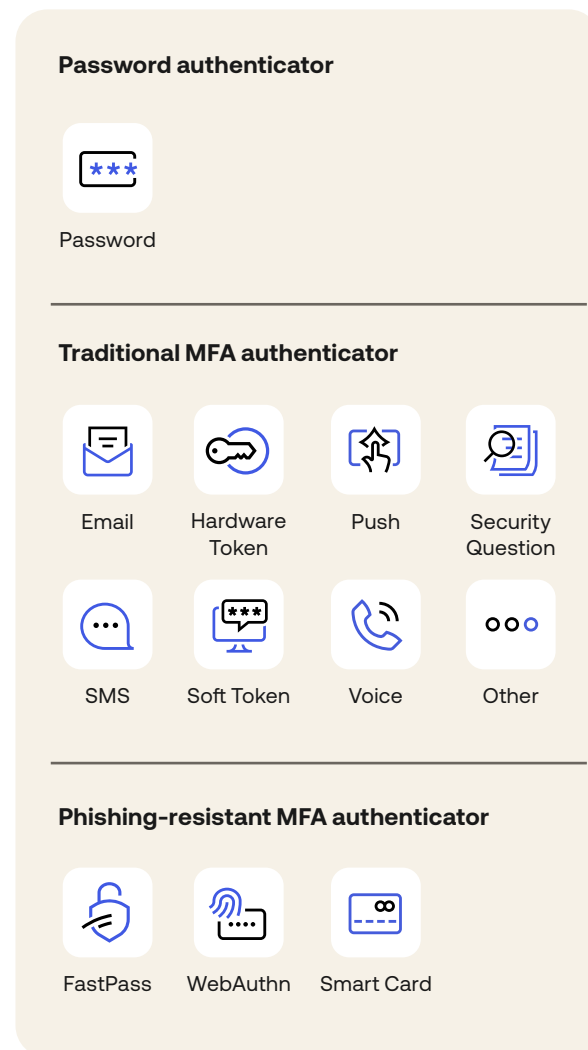 Password authenticator
***
Password
Traditional MFA authenticator
Email
Hardware
Token
Push
Security
Question
SMS
***
Soft Token
Voice
Other
Phishing-resistant MFA authenticator
FastPass
WebAuthn
Smart Card